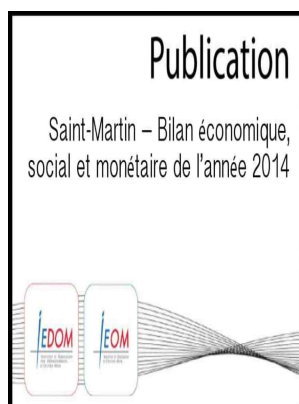 Publication
Saint-Martin – Bilan économique,
social et monétaire de l'année 2014
IEDOM
IEOM